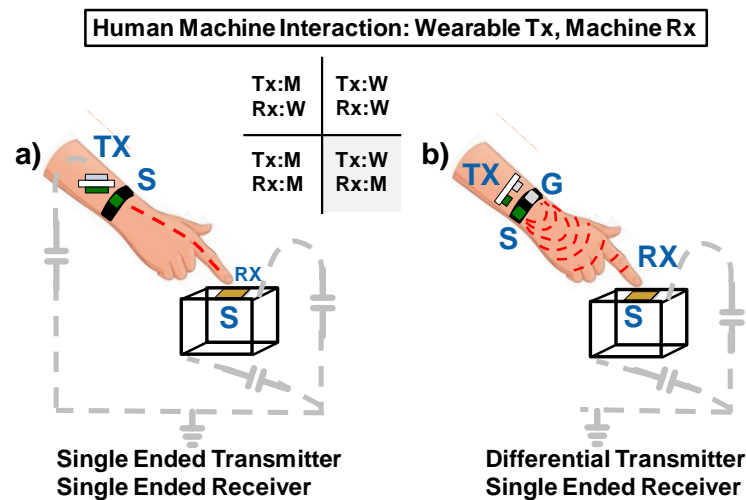 Human Machine Interaction: Wearable Tx, Machine Rx
Tx:M
Rx:W
Tx:W
Rx:W
Tx:M
Rx:M
Tx:W
Rx:M
a)
TX
S
RX
S
b)
TX
G
S
RX
S
Single Ended Transmitter
Single Ended Receiver
Differential Transmitter
Single Ended Receiver